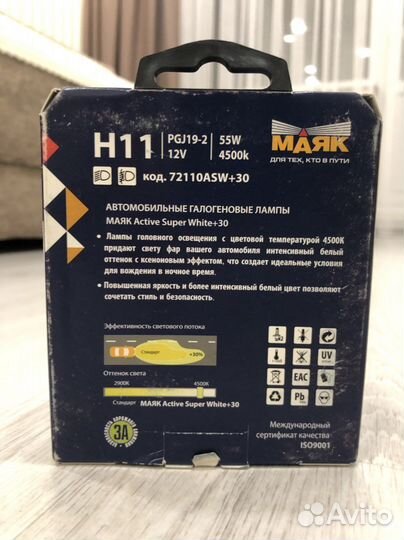 H11 PGJ19-2 55W
12V 4500k
МАЯК
ДЛЯ ТЕХ, КТО В ПУТИ
код. 72110ASW+30
АВТОМОБИЛЬНЫЕ ГАЛОГЕНОВЫЕ ЛАМПЫ
МАЯК Active Super White+30
• Лампы головного освещения с цветовой температурой 4500К
придают свету фар вашего автомобиля интенсивный белый
оттенок с ксеноновым эффектом, что создает идеальные условия
для вождения в ночное время.
• Повышенная яркость и более интенсивный белый цвет позволяют
сочетать стиль и безопасность.
Эффективность светового потока
Стандарт +30%
Оттенок света
2900К 4500К
Стандарт МАЯК Active Super White+30
UV
EAC
Pb
ЗА
Международный
сертификат качества
ISO9001
Avito